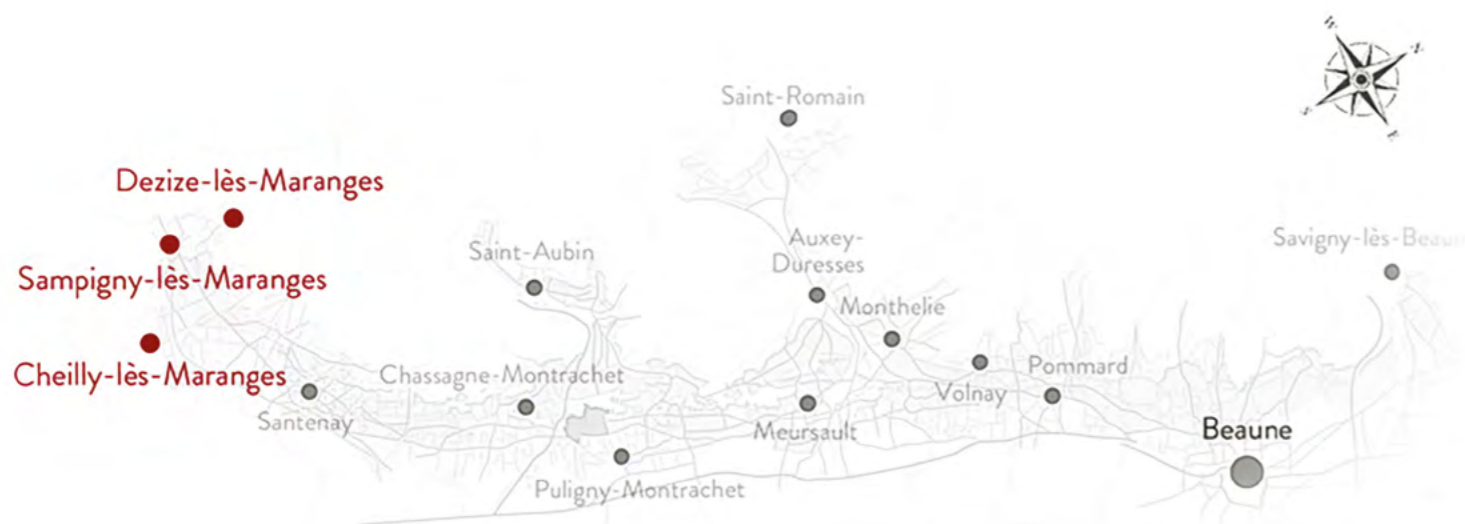 W
N
S
E
Saint-Romain
Dezize-lès-Maranges
Saint-Aubin
Auxey-
Duresses
Savigny-lès-Beaun
Sampigny-lès-Maranges
Monthelie
Cheilly-lès-Maranges
Chassagne-Montrachet
Pommard
Volnay
Santenay
Meursault
Beaune
Puligny-Montrachet